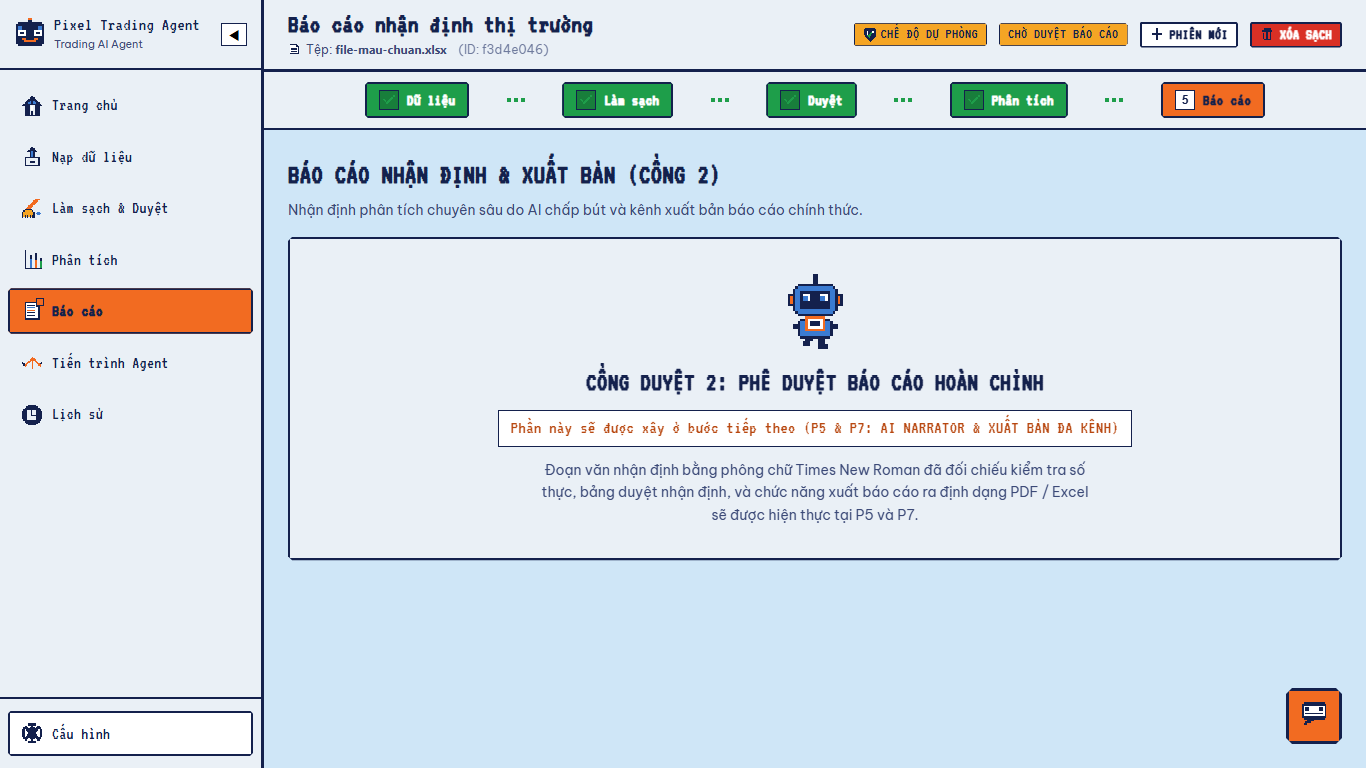 Pixel Trading Agent
Trading AI Agent
Trang chủ
Nạp dữ liệu
Làm sạch & Duyệt
Phân tích
Báo cáo
Tiến trình Agent
Lịch sử
Cấu hình
Báo cáo nhận định thị trường
Tệp: file-mau-chuan.xlsx (ID: f3d4e046)
CHẾ ĐỘ DỰ PHÒNG
CHỜ DUYỆT BÁO CÁO
PHIÊN MỚI
XÓA SẠCH
Dữ liệu
Làm sạch
Duyệt
Phân tích
5 Báo cáo
BÁO CÁO NHẬN ĐỊNH & XUẤT BẢN (CỔNG 2)
Nhận định phân tích chuyên sâu do AI chấp bút và kênh xuất bản báo cáo chính thức.
CỔNG DUYỆT 2: PHÊ DUYỆT BÁO CÁO HOÀN CHỈNH
Phần này sẽ được xây ở bước tiếp theo (P5 & P7: AI NARRATOR & XUẤT BẢN ĐA KÊNH)
Đoạn văn nhận định bằng phông chữ Times New Roman đã đối chiếu kiểm tra số
thực, bảng duyệt nhận định, và chức năng xuất báo cáo ra định dạng PDF / Excel
sẽ được hiện thực tại P5 và P7.